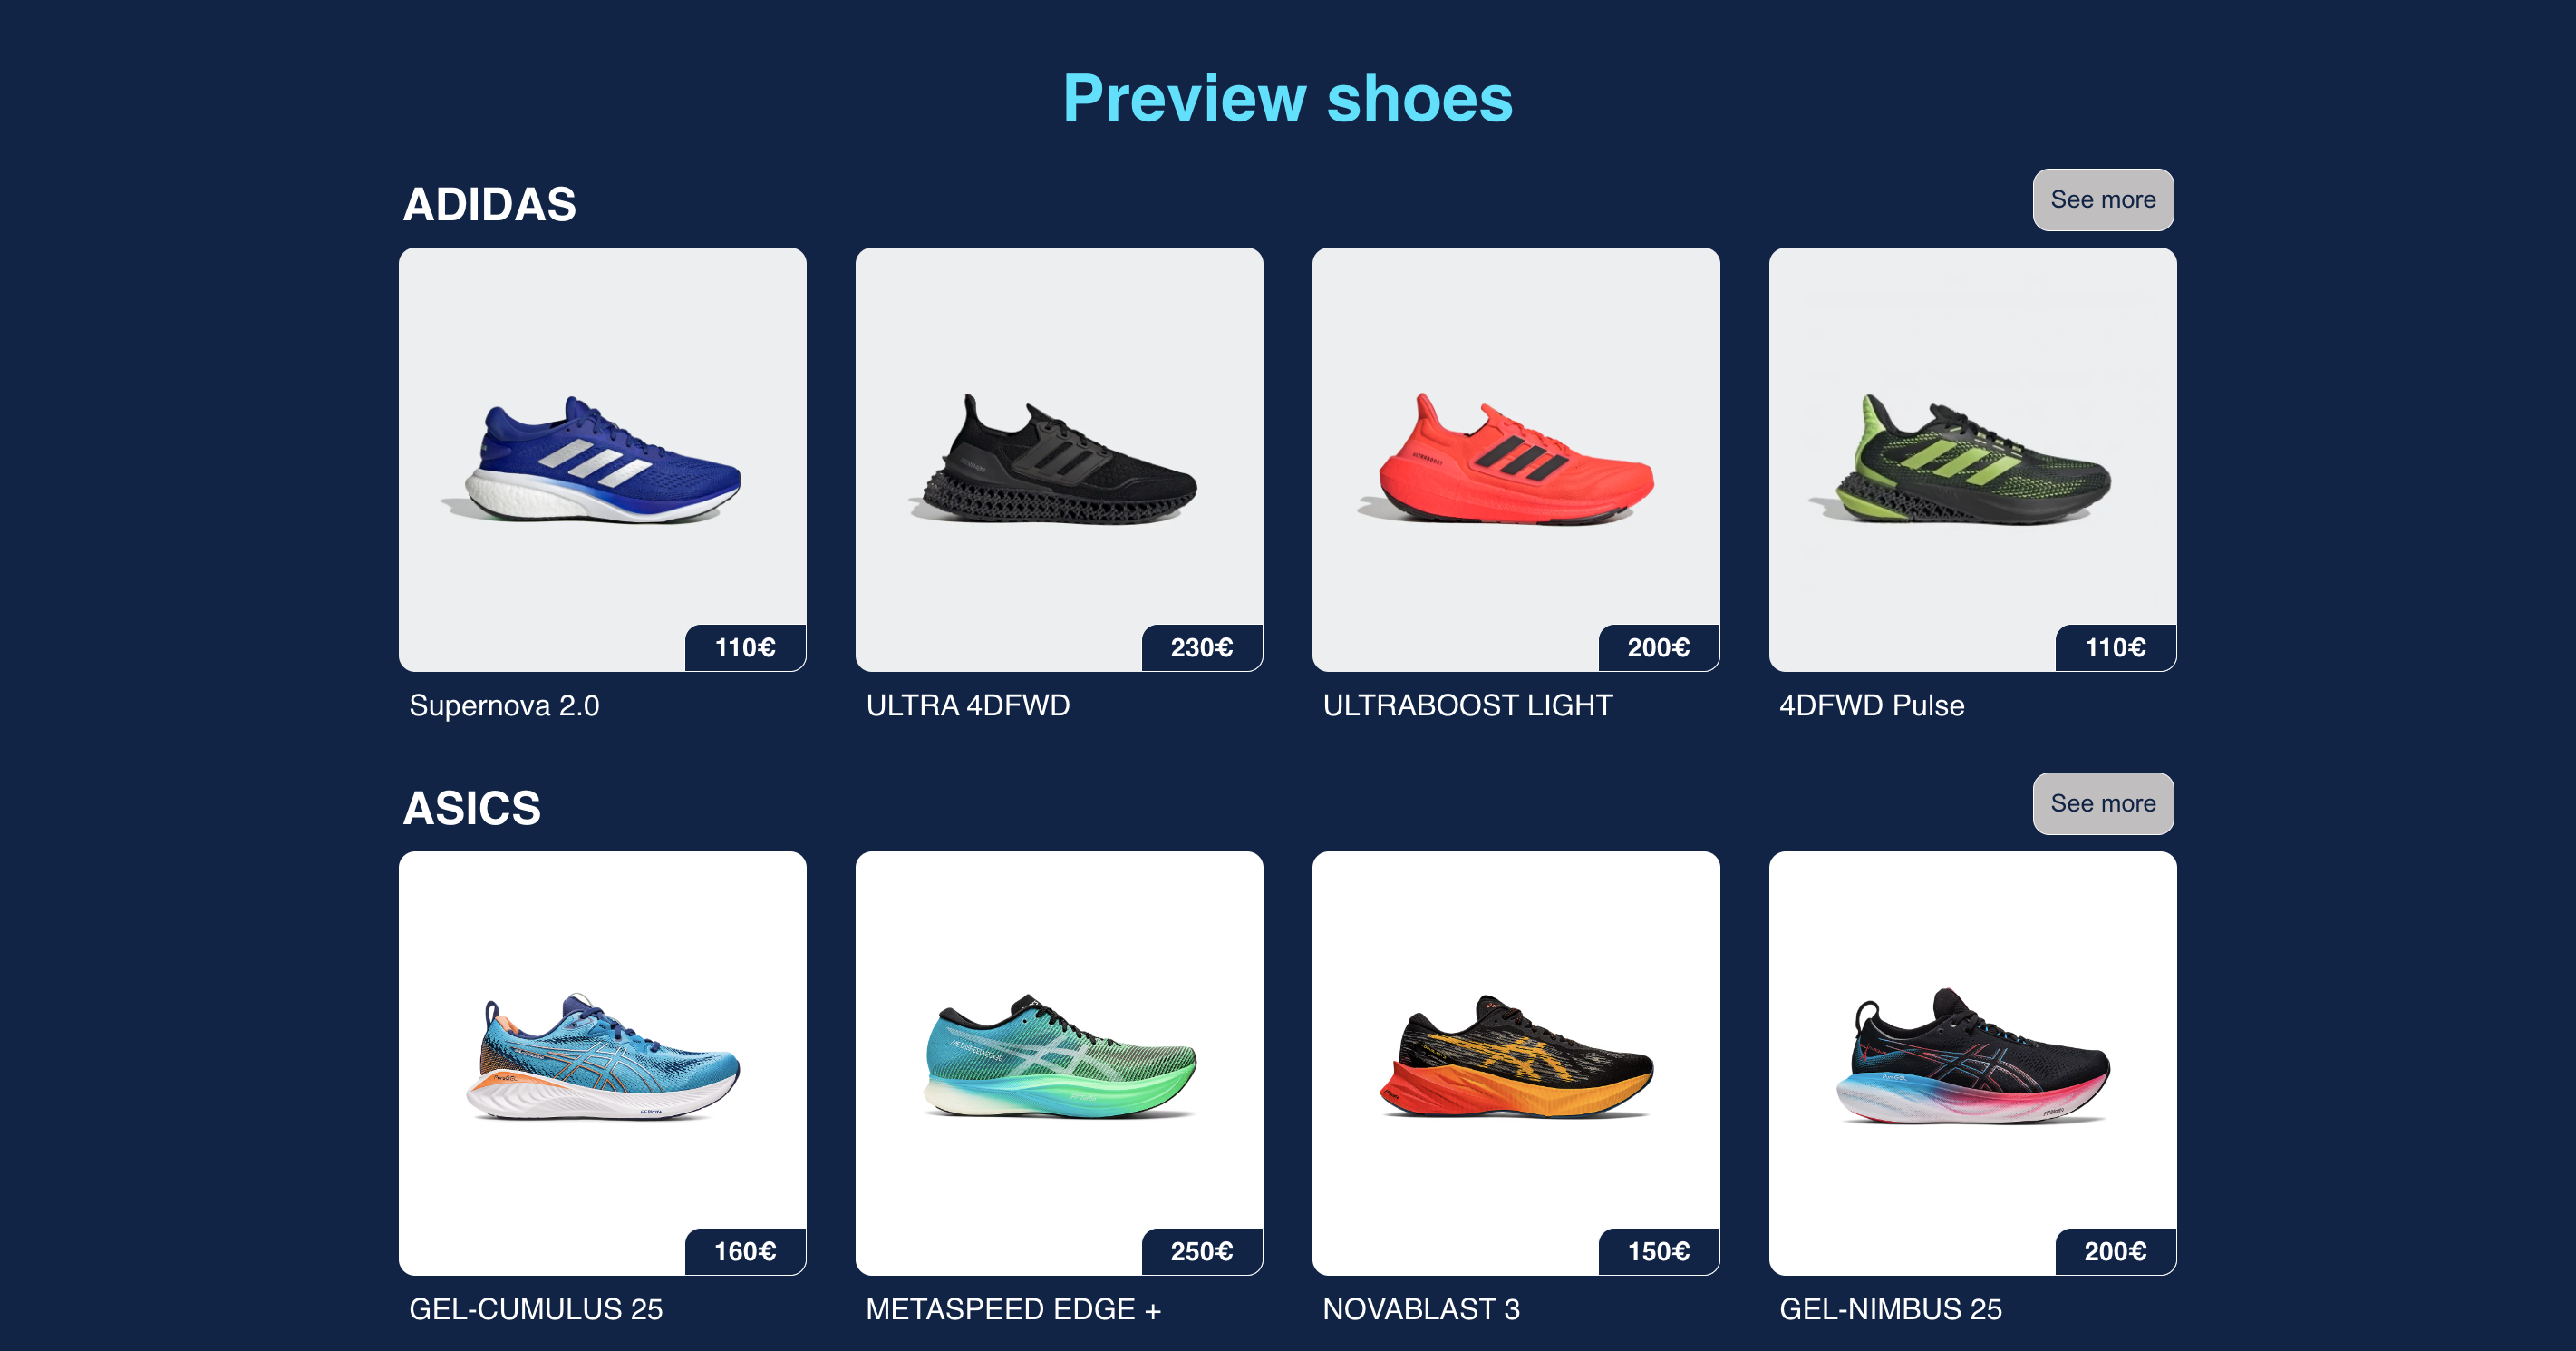 Preview shoes
ADIDAS
See more
110€
230€
200€
110€
Supernova 2.0
ULTRA 4DFWD
ULTRABOOST LIGHT
4DFWD Pulse
ASICS
See more
160€
250€
150€
200€
GEL-CUMULUS 25
METASPEED EDGE +
NOVABLAST 3
GEL-NIMBUS 25